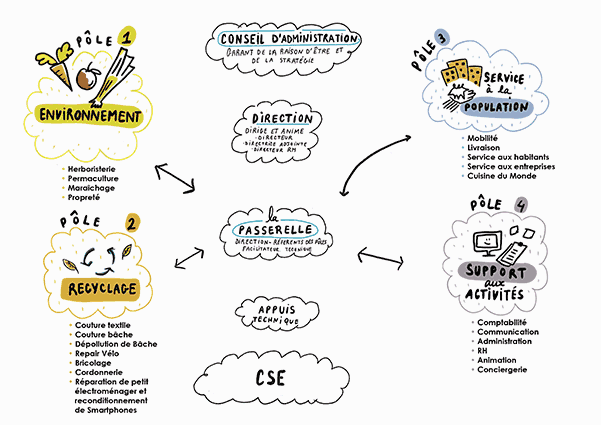 PÔLE 1
ENVIRONNEMENT
• Herboristerie
• Permaculture
• Maraîchage
• Propreté
PÔLE 2
RECYCLAGE
• Couture textile
• Couture bâche
• Dépollution de Bâche
• Repair Vélo
• Bricolage
• Cordonnerie
• Réparation de petit
électroménager et
reconditionnement
de Smartphones
CONSEIL D'ADMINISTRATION
GARANT DE LA RAISON D'ÊTRE ET
DE LA STRATÉGIE
DIRECTION
DIRIGE ET ANIME
- DIRECTEUR
- DIRECTRICE ADJOINTE
- DIRECTEUR RH
la
PASSERELLE
DIRECTION - RÉFÉRENTS DES PÔLES
FACILITATEUR TECHNIQUE
APPUIS
TECHNIQUE
CSE
PÔLE 3
SERVICE
à la
POPULATION
• Mobilité
• Livraison
• Service aux habitants
• Service aux entreprises
• Cuisine du Monde
PÔLE 4
SUPPORT
aux
ACTIVITÉS
• Comptabilité
• Communication
• Administration
• RH
• Animation
• Conciergerie